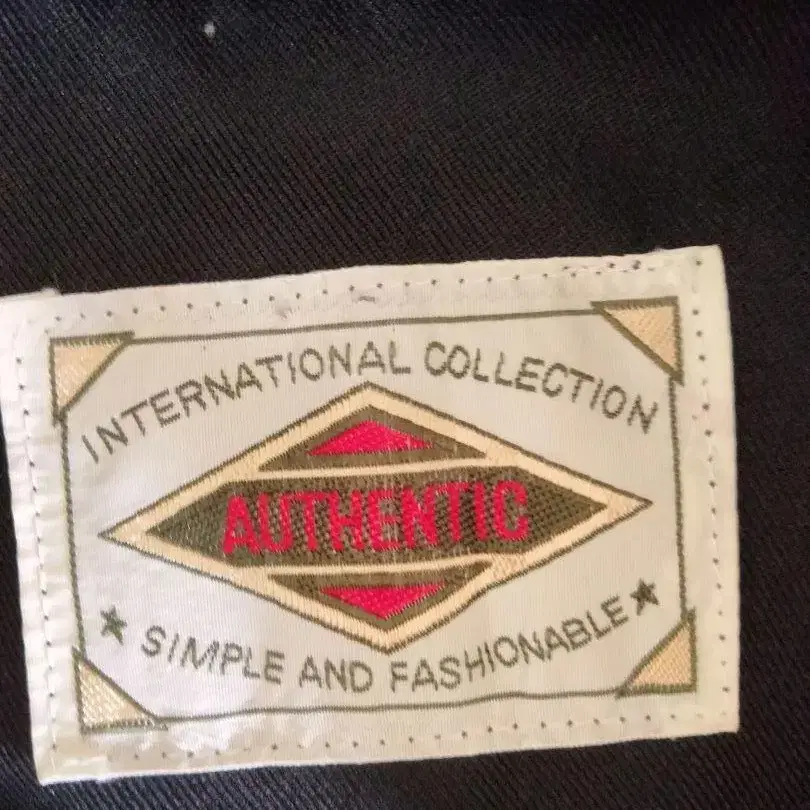 INTERNATIONAL COLLECTION
AUTHENTIC
★ SIMPLE AND FASHIONABLE ★